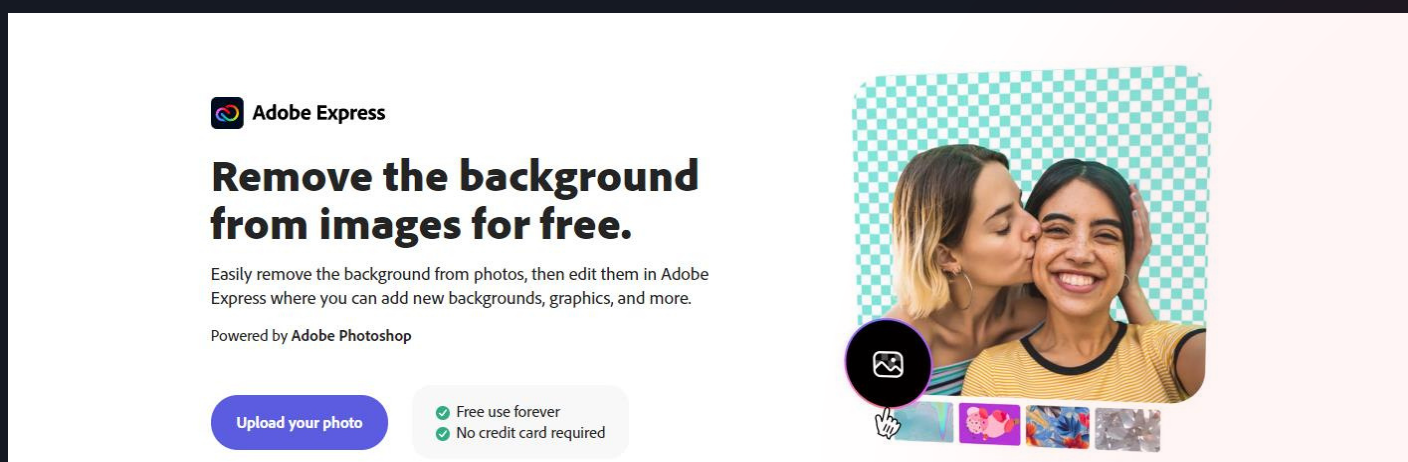 Adobe Express
Remove the background
from images for free.
Easily remove the background from photos, then edit them in Adobe
Express where you can add new backgrounds, graphics, and more.
Powered by Adobe Photoshop
Upload your photo
Free use forever
No credit card required